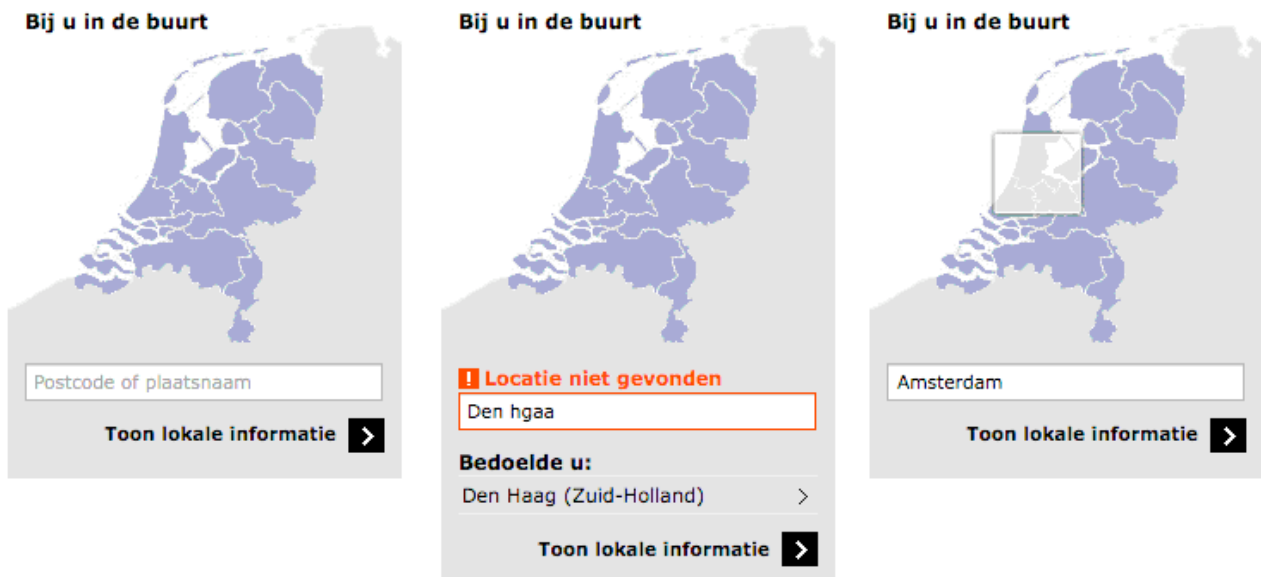 Bij u in de buurt
Postcode of plaatsnaam
Toon lokale informatie
Bij u in de buurt
! Locatie niet gevonden
Den hgaa
Bedoelde u:
Den Haag (Zuid-Holland)
Toon lokale informatie
Bij u in de buurt
Amsterdam
Toon lokale informatie